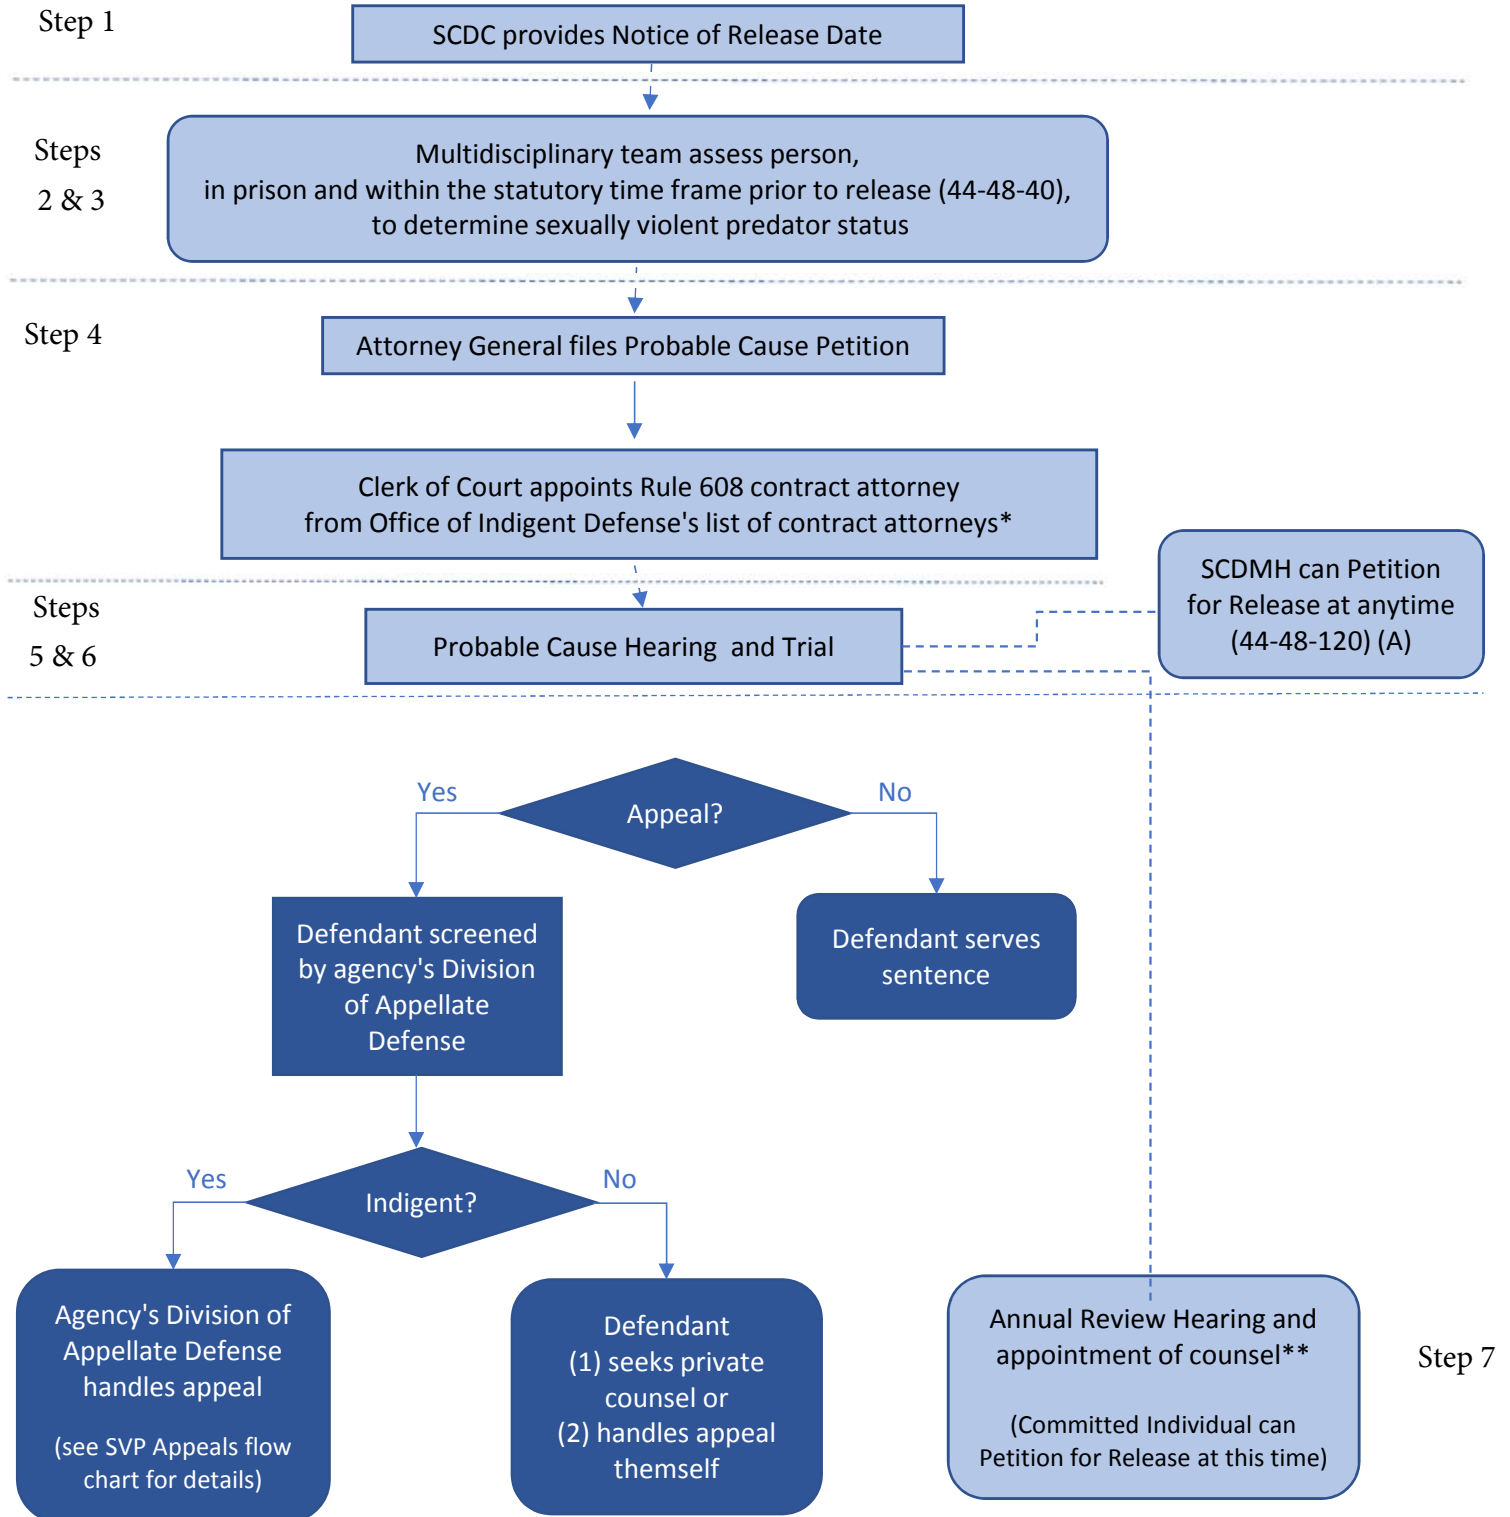 Step 1
SCDC provides Notice of Release Date
Steps
2 & 3
Multidisciplinary team assess person,
in prison and within the statutory time frame prior to release (44-48-40),
to determine sexually violent predator status
Step 4
Attorney General files Probable Cause Petition
Clerk of Court appoints Rule 608 contract attorney
from Office of Indigent Defense's list of contract attorneys*
SCDMH can Petition
for Release at anytime
(44-48-120) (A)
Steps
5 & 6
Probable Cause Hearing and Trial
Yes
Appeal?
No
Defendant screened
by agency's Division
of Appellate
Defense
Defendant serves
sentence
Yes
Indigent?
No
Agency's Division of
Appellate Defense
handles appeal
(see SVP Appeals flow
chart for details)
Defendant
(1) seeks private
counsel or
(2) handles appeal
themself
Annual Review Hearing and
appointment of counsel**
(Committed Individual can
Petition for Release at this time)
Step 7